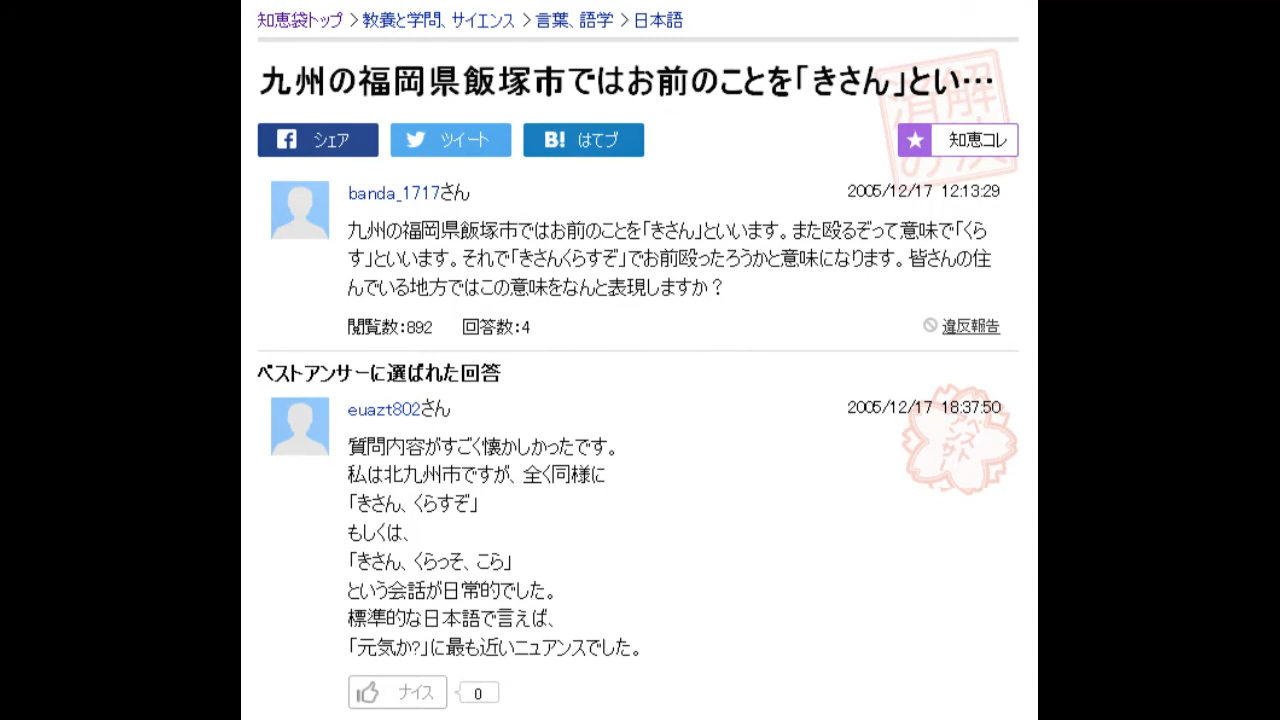 知恵袋トップ > 教養と学問、サイエンス > 言葉、語学 > 日本語
九州の福岡県飯塚市ではお前のことを「きさん」とい…
解決済み
シェア
ツイート
B! はてブ
知恵コレ
banda_1717さん
2005/12/17 12:13:29
九州の福岡県飯塚市ではお前のことを「きさん」といいます。また殴るぞって意味で「くら
す」といいます。それで「きさんくらすぞ」でお前殴ったろうかと意味になります。皆さんの住
んでいる地方ではこの意味をなんと表現しますか？
閲覧数：892 回答数：4
違反報告
ベストアンサーに選ばれた回答
euazt802さん
2005/12/17 18:37:50
ベスト
アンサー
質問内容がすごく懐かしかったです。
私は北九州市ですが、全く同様に
「きさん、くらすぞ」
もしくは、
「きさん、くらっそ、こら」
という会話が日常的でした。
標準的な日本語で言えば、
「元気か?」に最も近いニュアンスでした。
ナイス
0